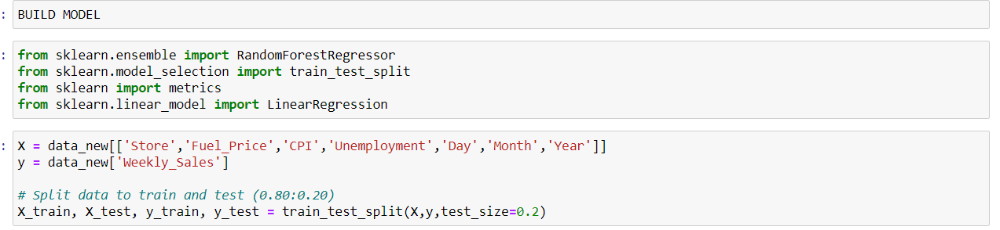 : BUILD MODEL
: from sklearn.ensemble import RandomForestRegressor
from sklearn.model_selection import train_test_split
from sklearn import metrics
from sklearn.linear_model import LinearRegression
: X = data_new[['Store','Fuel_Price','CPI','Unemployment','Day','Month','Year']]
y = data_new['Weekly_Sales']
# Split data to train and test (0.80:0.20)
X_train, X_test, y_train, y_test = train_test_split(X,y,test_size=0.2)